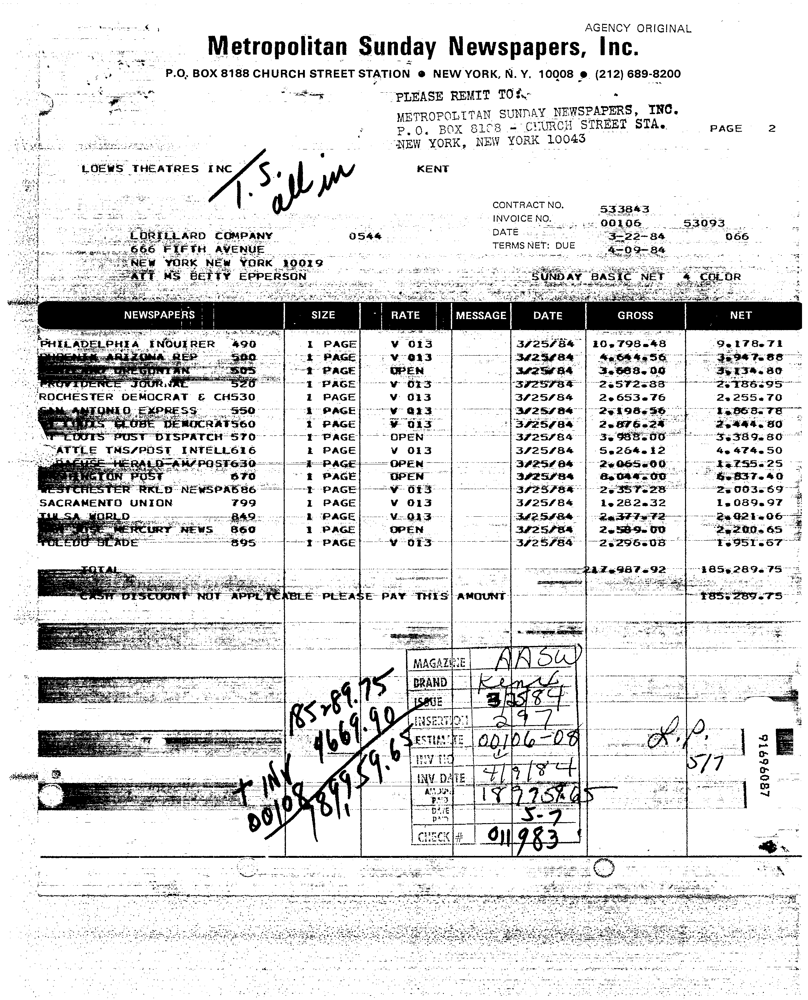 AGENCY ORIGINAL
Metropolitan Sunday Newspapers, Inc.
P.O. BOX 8188 CHURCH STREET STATION ● NEW YORK, N. Y. 10008 ● (212) 689-8200
PLEASE REMIT TO:
METROPOLITAN SUNDAY NEWSPAPERS, INC.
P.O. BOX 8188 - CHURCH STREET STA.
NEW YORK, NEW YORK 10043
PAGE 2
LOEWS THEATRES INC KENT
T.S.
all in
CONTRACT NO. 533843
INVOICE NO. 00106 53093
DATE 3-22-84 066
TERMS NET: DUE 4-09-84
LORILLARD COMPANY 0544
666 FIFTH AVENUE
NEW YORK NEW YORK 10019
ATT MS BETTY EPPERSON
SUNDAY BASIC NET 4 COLOR
NEWSPAPERS SIZE RATE MESSAGE DATE GROSS NET
PHILADELPHIA INQUIRER 490 1 PAGE V 013 3/25/84 10,798.48 9,178.71
PHOENIX ARIZONA REP 500 1 PAGE V 013 3/25/84 4,644.56 3,947.88
OREGONIAN 505 1 PAGE OPEN 3/25/84 3,688.00 3,134.80
PROVIDENCE JOURNAL 520 1 PAGE V 013 3/25/84 2,572.88 2,186.95
ROCHESTER DEMOCRAT & CH530 1 PAGE V 013 3/25/84 2,653.76 2,255.70
SAN ANTONIO EXPRESS 550 1 PAGE V 013 3/25/84 2,198.56 1,868.78
LOUIS GLOBE DEMOCRAT560 1 PAGE V 013 3/25/84 2,876.24 2,444.80
LOUIS POST DISPATCH 570 1 PAGE OPEN 3/25/84 3,988.00 3,389.80
ATTLE TMS/POST INTELL616 1 PAGE V 013 3/25/84 5,264.12 4,474.50
HERALD-AM/POST630 1 PAGE OPEN 3/25/84 2,065.00 1,755.25
INGTON POST 670 1 PAGE OPEN 3/25/84 8,044.00 6,837.40
WESTCHESTER RKLD NEWSPA686 1 PAGE V 013 3/25/84 2,357.28 2,003.69
SACRAMENTO UNION 799 1 PAGE V 013 3/25/84 1,282.32 1,089.97
TULSA WORLD 849 1 PAGE V 013 3/25/84 2,377.72 2,021.06
MERCURY NEWS 860 1 PAGE OPEN 3/25/84 2,589.00 2,200.65
TOLEDO BLADE 895 1 PAGE V 013 3/25/84 2,296.08 1,951.67
TOTAL 217,987.92 185,289.75
CASH DISCOUNT NOT APPLICABLE PLEASE PAY THIS AMOUNT 185,289.75
185289.75
+ INV 00108 4669.90
189,959.65
MAGAZINE AASW
BRAND Kent
ISSUE 32584
INSERTION 297
ESTIMATE 00106-08
INV NO
INV DATE 4/9/84
PAID
DATE PAID 5-7
CHECK # 011983
L.P.
5/7
91696087